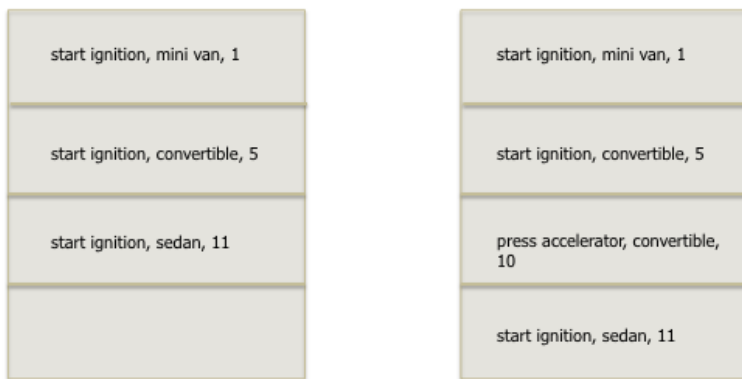 start ignition, mini van, 1
start ignition, convertible, 5
start ignition, sedan, 11
start ignition, mini van, 1
start ignition, convertible, 5
press accelerator, convertible,
10
start ignition, sedan, 11